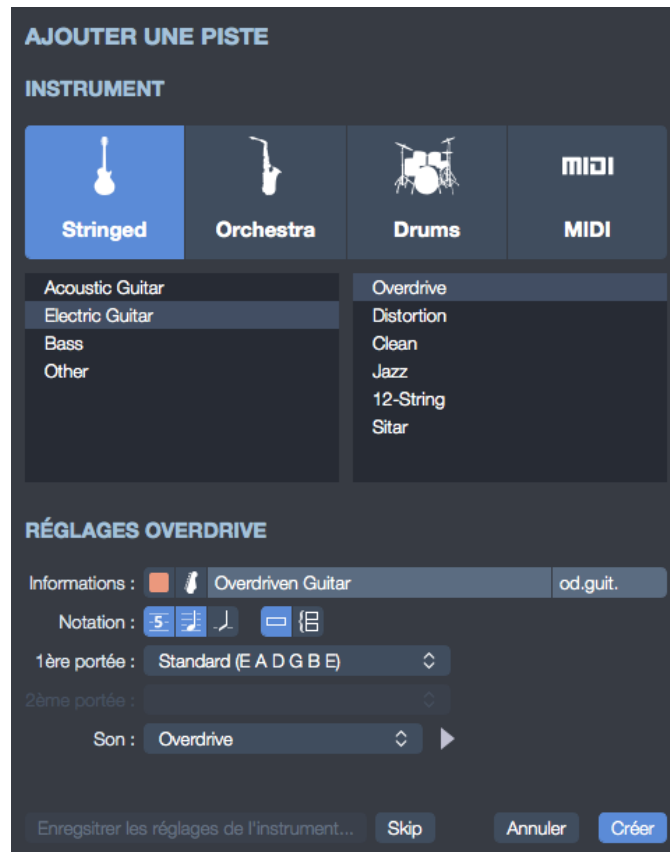 AJOUTER UNE PISTE
INSTRUMENT
MIDI
Stringed Orchestra Drums MIDI
Acoustic Guitar
Electric Guitar
Bass
Other
Overdrive
Distortion
Clean
Jazz
12-String
Sitar
RÉGLAGES OVERDRIVE
Informations : Overdriven Guitar od.guit.
Notation : 5
1ère portée : Standard (E A D G B E)
2ème portée :
Son : Overdrive
Enregsitrer les réglages de l'instrument... Skip Annuler Créer